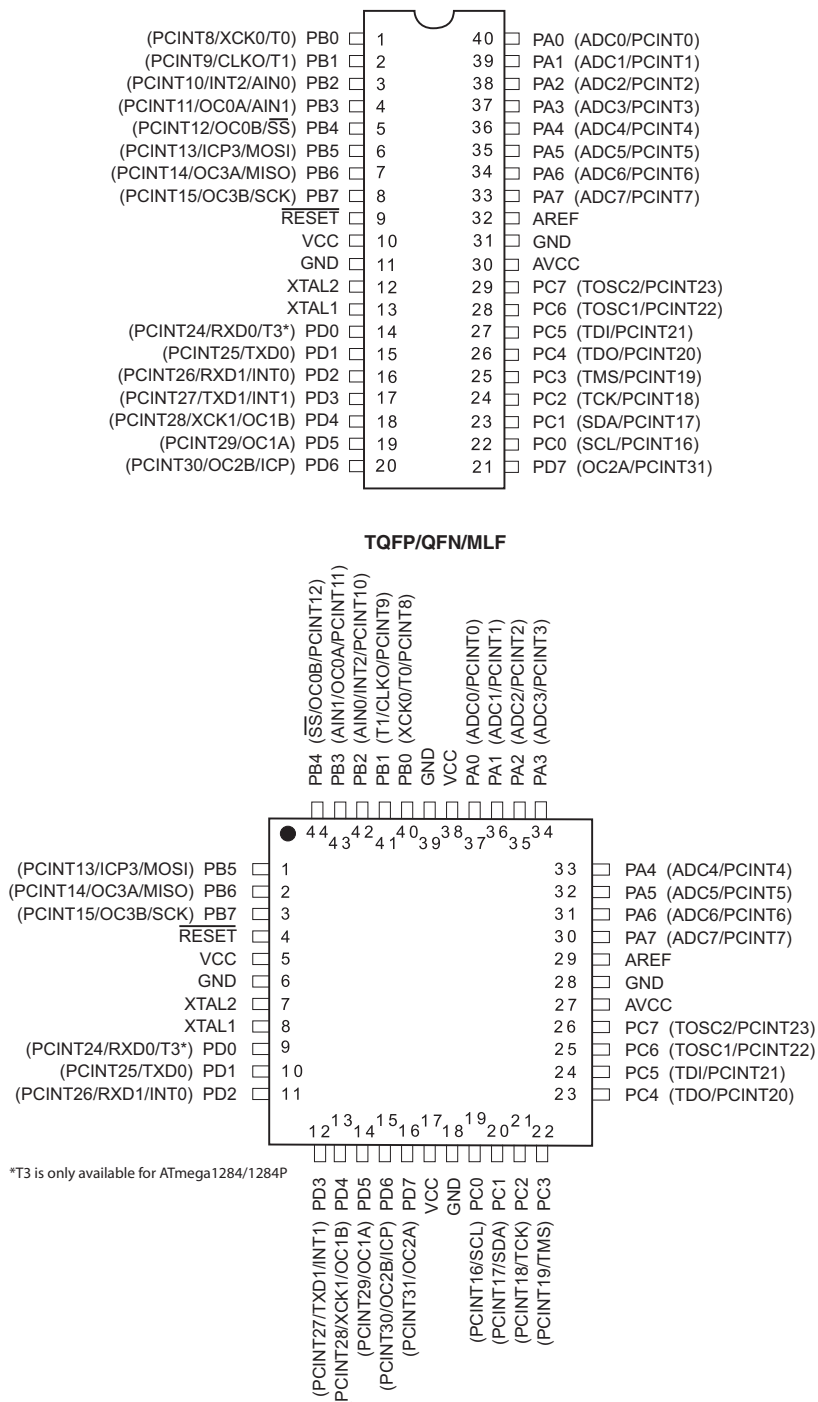 (PCINT8/XCK0/T0) PB0 1 40 PA0 (ADC0/PCINT0)
(PCINT9/CLKO/T1) PB1 2 39 PA1 (ADC1/PCINT1)
(PCINT10/INT2/AIN0) PB2 3 38 PA2 (ADC2/PCINT2)
(PCINT11/OC0A/AIN1) PB3 4 37 PA3 (ADC3/PCINT3)
(PCINT12/OC0B/S̅S̅) PB4 5 36 PA4 (ADC4/PCINT4)
(PCINT13/ICP3/MOSI) PB5 6 35 PA5 (ADC5/PCINT5)
(PCINT14/OC3A/MISO) PB6 7 34 PA6 (ADC6/PCINT6)
(PCINT15/OC3B/SCK) PB7 8 33 PA7 (ADC7/PCINT7)
R̅E̅S̅E̅T̅ 9 32 AREF
VCC 10 31 GND
GND 11 30 AVCC
XTAL2 12 29 PC7 (TOSC2/PCINT23)
XTAL1 13 28 PC6 (TOSC1/PCINT22)
(PCINT24/RXD0/T3*) PD0 14 27 PC5 (TDI/PCINT21)
(PCINT25/TXD0) PD1 15 26 PC4 (TDO/PCINT20)
(PCINT26/RXD1/INT0) PD2 16 25 PC3 (TMS/PCINT19)
(PCINT27/TXD1/INT1) PD3 17 24 PC2 (TCK/PCINT18)
(PCINT28/XCK1/OC1B) PD4 18 23 PC1 (SDA/PCINT17)
(PCINT29/OC1A) PD5 19 22 PC0 (SCL/PCINT16)
(PCINT30/OC2B/ICP) PD6 20 21 PD7 (OC2A/PCINT31)
TQFP/QFN/MLF
PB4 (S̅S̅/OC0B/PCINT12)
PB3 (AIN1/OC0A/PCINT11)
PB2 (AIN0/INT2/PCINT10)
PB1 (T1/CLKO/PCINT9)
PB0 (XCK0/T0/PCINT8)
GND
VCC
PA0 (ADC0/PCINT0)
PA1 (ADC1/PCINT1)
PA2 (ADC2/PCINT2)
PA3 (ADC3/PCINT3)
44 43 42 41 40 39 38 37 36 35 34
(PCINT13/ICP3/MOSI) PB5 1 33 PA4 (ADC4/PCINT4)
(PCINT14/OC3A/MISO) PB6 2 32 PA5 (ADC5/PCINT5)
(PCINT15/OC3B/SCK) PB7 3 31 PA6 (ADC6/PCINT6)
R̅E̅S̅E̅T̅ 4 30 PA7 (ADC7/PCINT7)
VCC 5 29 AREF
GND 6 28 GND
XTAL2 7 27 AVCC
XTAL1 8 26 PC7 (TOSC2/PCINT23)
(PCINT24/RXD0/T3*) PD0 9 25 PC6 (TOSC1/PCINT22)
(PCINT25/TXD0) PD1 10 24 PC5 (TDI/PCINT21)
(PCINT26/RXD1/INT0) PD2 11 23 PC4 (TDO/PCINT20)
12 13 14 15 16 17 18 19 20 21 22
*T3 is only available for ATmega1284/1284P
(PCINT27/TXD1/INT1) PD3
PCINT28/XCK1/OC1B) PD4
(PCINT29/OC1A) PD5
(PCINT30/OC2B/ICP) PD6
(PCINT31/OC2A) PD7
VCC
GND
(PCINT16/SCL) PC0
(PCINT17/SDA) PC1
(PCINT18/TCK) PC2
(PCINT19/TMS) PC3